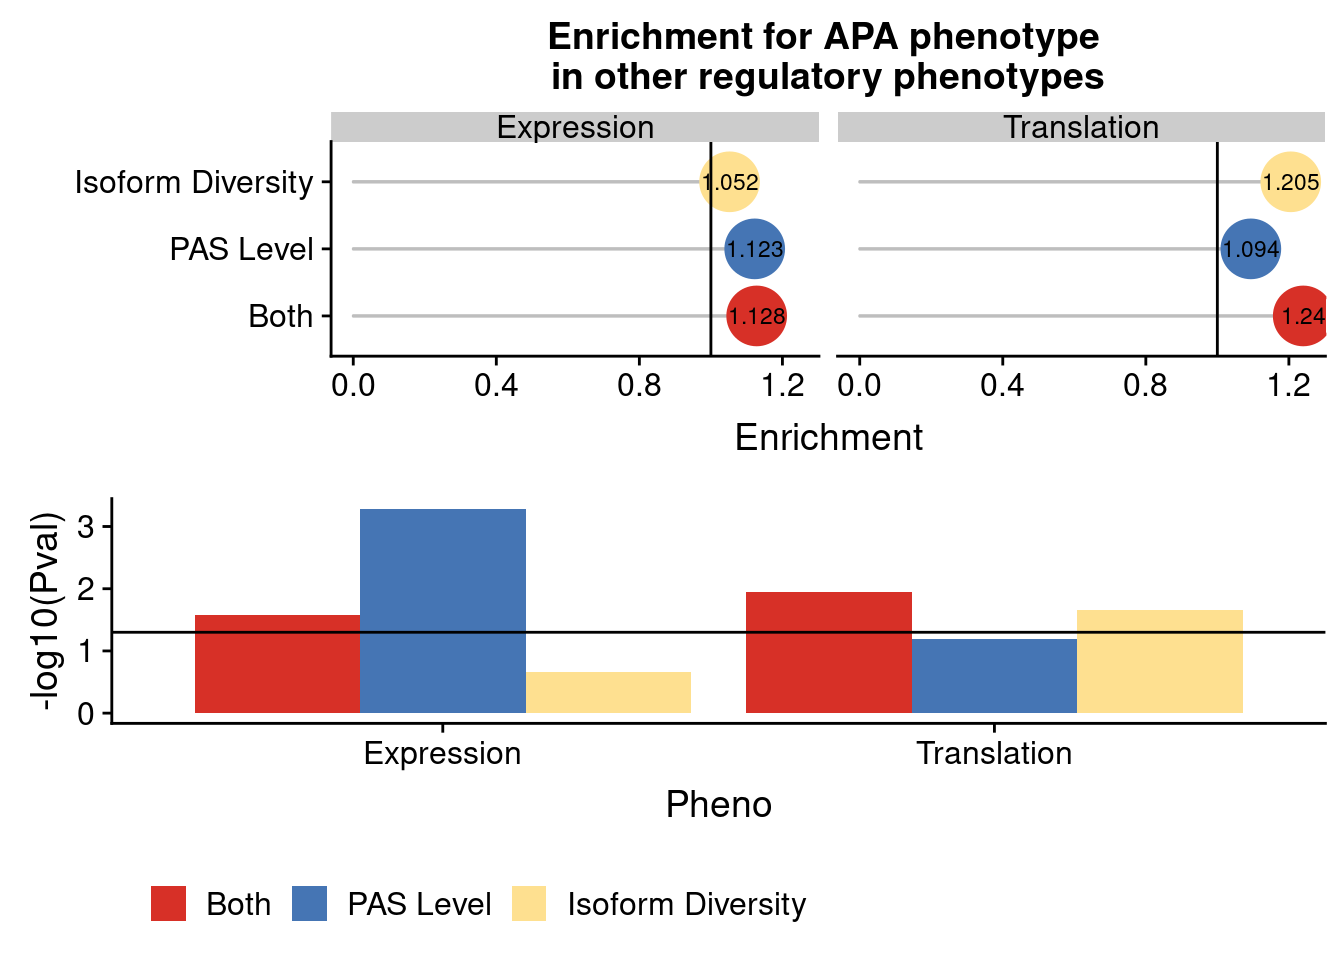 Enrichment for APA phenotype
in other regulatory phenotypes
Expression
Translation
Isoform Diversity
PAS Level
Both
1.052
1.123
1.128
1.205
1.094
1.24
0.0 0.4 0.8 1.2
0.0 0.4 0.8 1.2
Enrichment
-log10(Pval)
3
2
1
0
Expression
Translation
Pheno
Both PAS Level Isoform Diversity